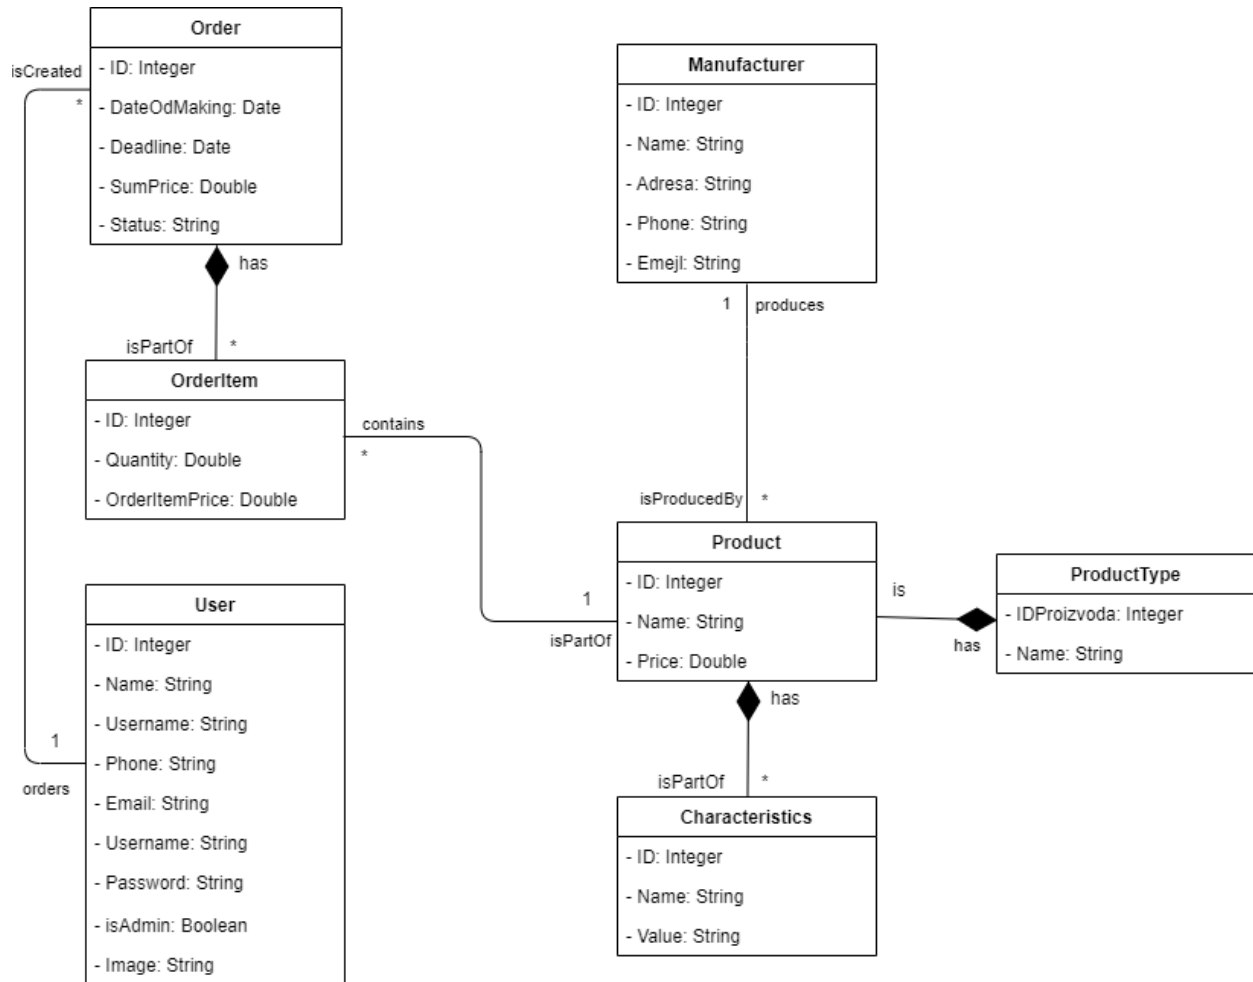 Order
- ID: Integer
- DateOdMaking: Date
- Deadline: Date
- SumPrice: Double
- Status: String
isCreated
*
has
isPartOf
*
OrderItem
- ID: Integer
- Quantity: Double
- OrderItemPrice: Double
contains
*
1
isPartOf
User
- ID: Integer
- Name: String
- Username: String
- Phone: String
- Email: String
- Username: String
- Password: String
- isAdmin: Boolean
- Image: String
1
orders
Manufacturer
- ID: Integer
- Name: String
- Adresa: String
- Phone: String
- Emejl: String
1
produces
isProducedBy
*
Product
- ID: Integer
- Name: String
- Price: Double
is
has
ProductType
- IDProizvoda: Integer
- Name: String
has
isPartOf
*
Characteristics
- ID: Integer
- Name: String
- Value: String